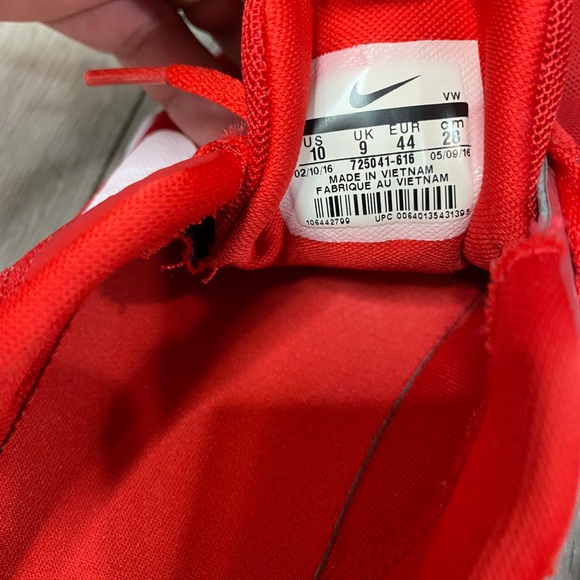 VW
US UK EUR cm
10 9 44 28
725041-616
02/10/16 05/09/16
MADE IN VIETNAM
FABRIQUE AU VIETNAM
106442799 UPC 00640135431395